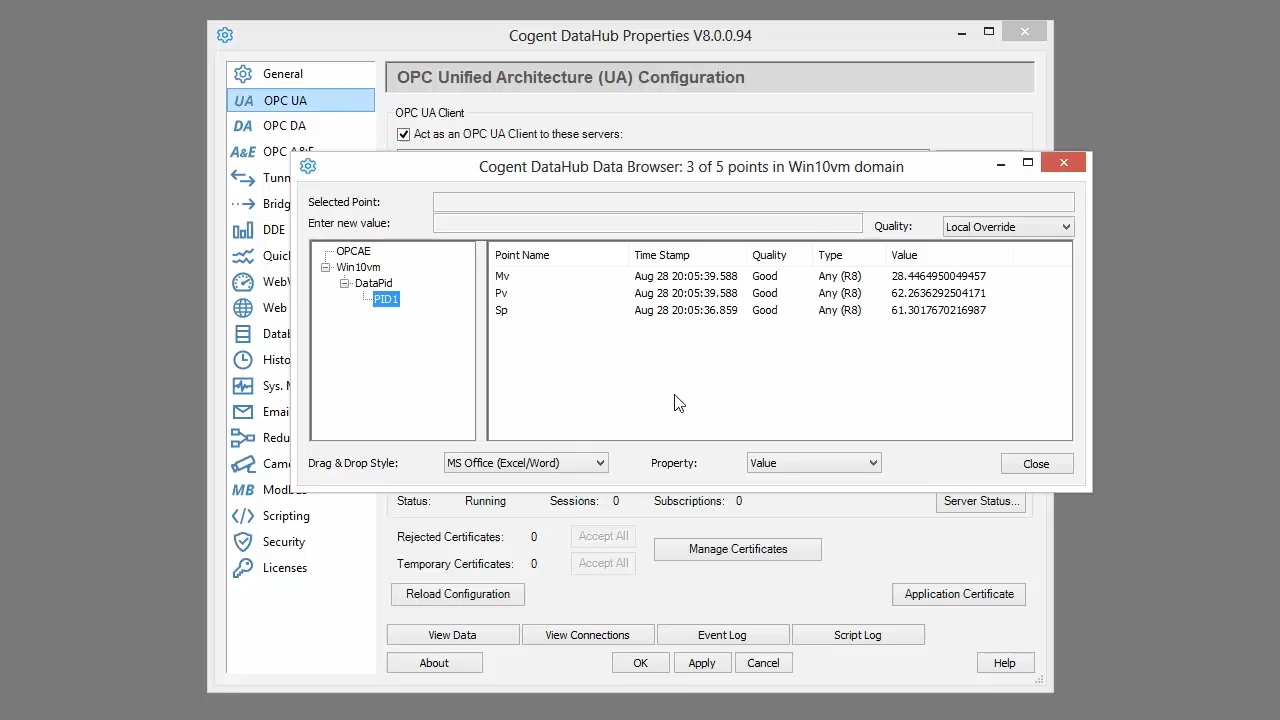 Cogent DataHub Properties V8.0.0.94
General
OPC Unified Architecture (UA) Configuration
UA OPC UA
OPC UA Client
DA OPC DA
Act as an OPC UA Client to these servers:
A&E OPC A&E
Cogent DataHub Data Browser: 3 of 5 points in Win10vm domain
Tunn
Selected Point:
Bridg
Enter new value:
Quality: Local Override
DDE
OPCAE
Win10vm
DataPid
PID1
Point Name Time Stamp Quality Type Value
Mv Aug 28 20:05:39.588 Good Any (R8) 28.4464950049457
Pv Aug 28 20:05:39.588 Good Any (R8) 62.2636292504171
Sp Aug 28 20:05:36.859 Good Any (R8) 61.3017670216987
Quic
WebV
Web
Datab
Histo
Sys. M
Emai
Redu
Drag & Drop Style: MS Office (Excel/Word) Property: Value Close
Came
MB Modb
Status: Running Sessions: 0 Subscriptions: 0 Server Status...
Scripting
Security
Rejected Certificates: 0 Accept All
Manage Certificates
Temporary Certificates: 0 Accept All
Licenses
Reload Configuration Application Certificate
View Data View Connections Event Log Script Log
About OK Apply Cancel Help